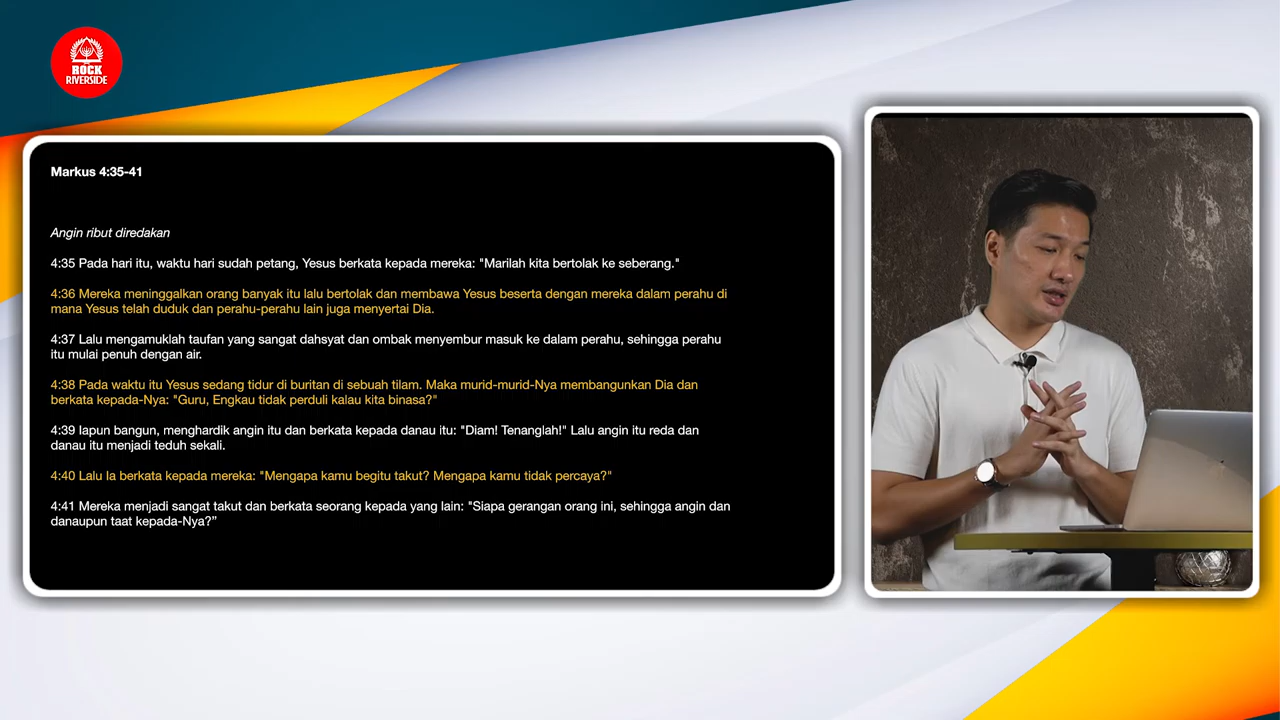 ROCK
RIVERSIDE
Markus 4:35-41
Angin ribut diredakan
4:35 Pada hari itu, waktu hari sudah petang, Yesus berkata kepada mereka: "Marilah kita bertolak ke seberang."
4:36 Mereka meninggalkan orang banyak itu lalu bertolak dan membawa Yesus beserta dengan mereka dalam perahu di
mana Yesus telah duduk dan perahu-perahu lain juga menyertai Dia.
4:37 Lalu mengamuklah taufan yang sangat dahsyat dan ombak menyembur masuk ke dalam perahu, sehingga perahu
itu mulai penuh dengan air.
4:38 Pada waktu itu Yesus sedang tidur di buritan di sebuah tilam. Maka murid-murid-Nya membangunkan Dia dan
berkata kepada-Nya: "Guru, Engkau tidak perduli kalau kita binasa?"
4:39 Iapun bangun, menghardik angin itu dan berkata kepada danau itu: "Diam! Tenanglah!" Lalu angin itu reda dan
danau itu menjadi teduh sekali.
4:40 Lalu Ia berkata kepada mereka: "Mengapa kamu begitu takut? Mengapa kamu tidak percaya?"
4:41 Mereka menjadi sangat takut dan berkata seorang kepada yang lain: "Siapa gerangan orang ini, sehingga angin dan
danaupun taat kepada-Nya?”